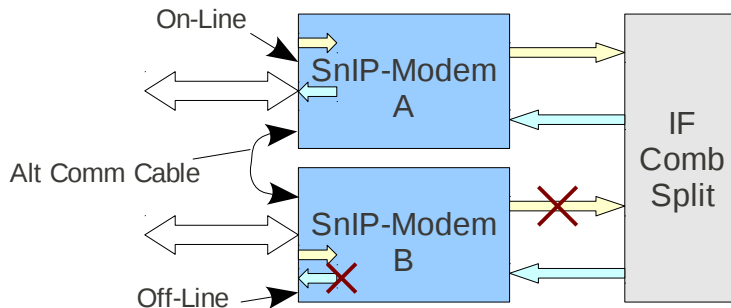 On-Line
SnIP-Modem
A
IF
Comb
Split
Alt Comm Cable
SnIP-Modem
B
Off-Line